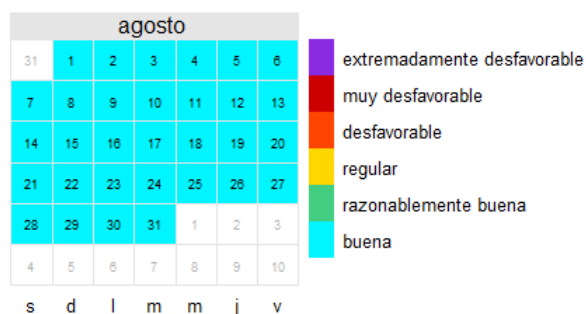 agosto
31 1 2 3 4 5 6
7 8 9 10 11 12 13
14 15 16 17 18 19 20
21 22 23 24 25 26 27
28 29 30 31 1 2 3
4 5 6 7 8 9 10
s d l m m j v
extremadamente desfavorable
muy desfavorable
desfavorable
regular
razonablemente buena
buena